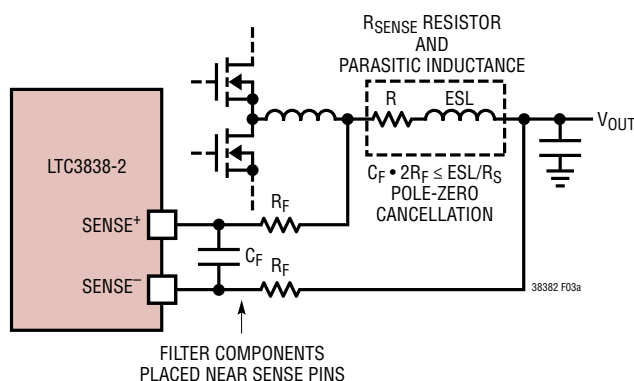 RSENSE RESISTOR
AND
PARASITIC INDUCTANCE
R
ESL
VOUT
LTC3838-2
CF • 2RF ≤ ESL/RS
POLE-ZERO
CANCELLATION
RF
SENSE+
CF
RF
SENSE–
38382 F03a
FILTER COMPONENTS
PLACED NEAR SENSE PINS